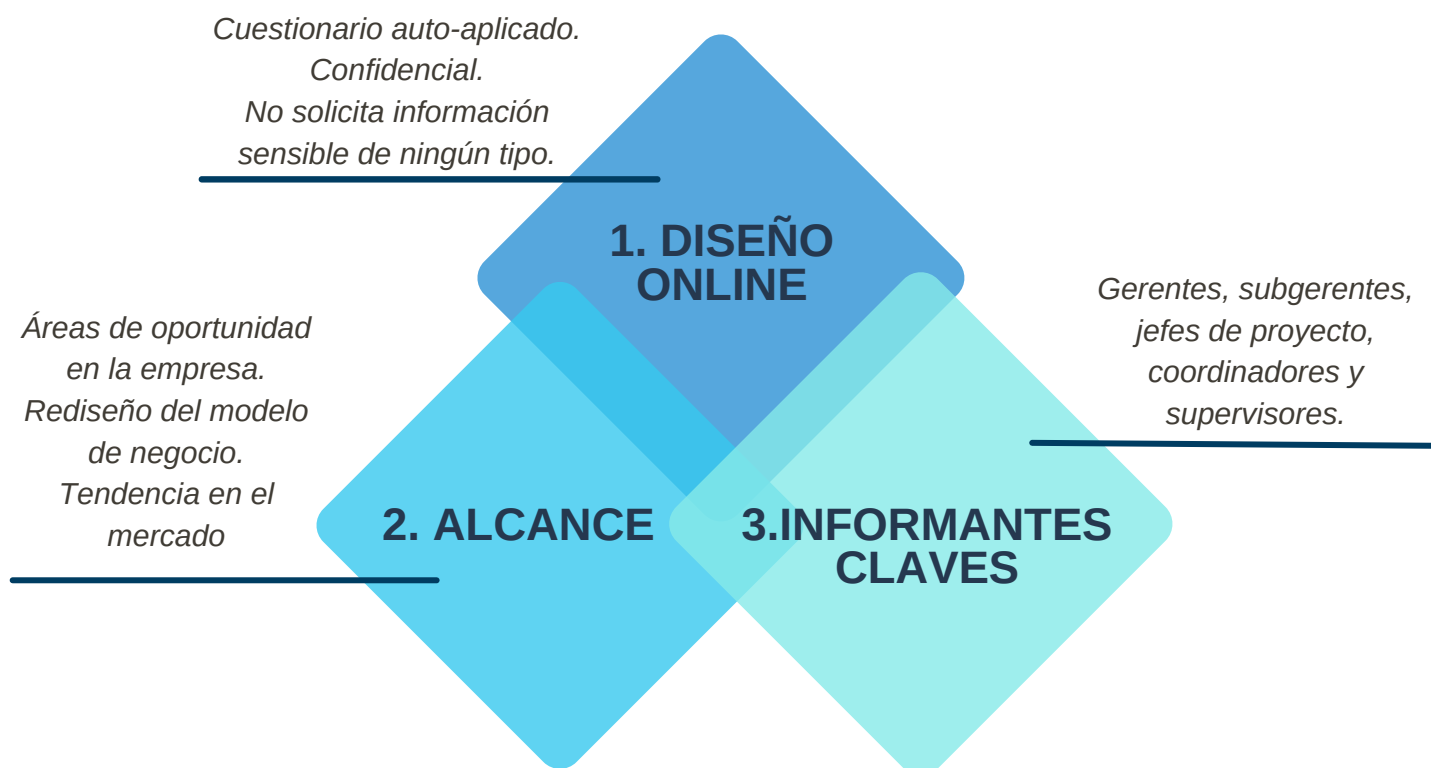 Cuestionario auto-aplicado.
Confidencial.
No solicita información
sensible de ningún tipo.
1. DISEÑO
ONLINE
Áreas de oportunidad
en la empresa.
Rediseño del modelo
de negocio.
Tendencia en el
mercado
2. ALCANCE
Gerentes, subgerentes,
jefes de proyecto,
coordinadores y
supervisores.
3.INFORMANTES
CLAVES